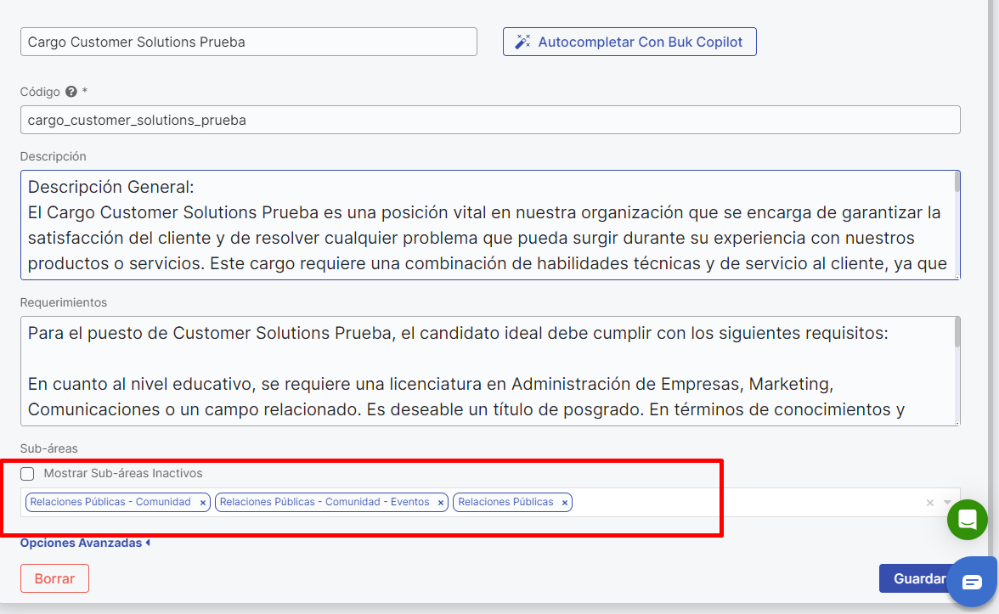 Cargo Customer Solutions Prueba
Autocompletar Con Buk Copilot
Código ? *
cargo_customer_solutions_prueba
Descripción
Descripción General:
El Cargo Customer Solutions Prueba es una posición vital en nuestra organización que se encarga de garantizar la
satisfacción del cliente y de resolver cualquier problema que pueda surgir durante su experiencia con nuestros
productos o servicios. Este cargo requiere una combinación de habilidades técnicas y de servicio al cliente, ya que
Requerimientos
Para el puesto de Customer Solutions Prueba, el candidato ideal debe cumplir con los siguientes requisitos:
En cuanto al nivel educativo, se requiere una licenciatura en Administración de Empresas, Marketing,
Comunicaciones o un campo relacionado. Es deseable un título de posgrado. En términos de conocimientos y
Sub-áreas
Mostrar Sub-áreas Inactivos
Relaciones Públicas - Comunidad × Relaciones Públicas - Comunidad - Eventos × Relaciones Públicas ×
Opciones Avanzadas
Borrar
Guardar